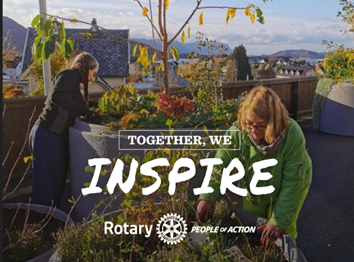 TOGETHER, WE
INSPIRE
Rotary PEOPLE OF ACTION